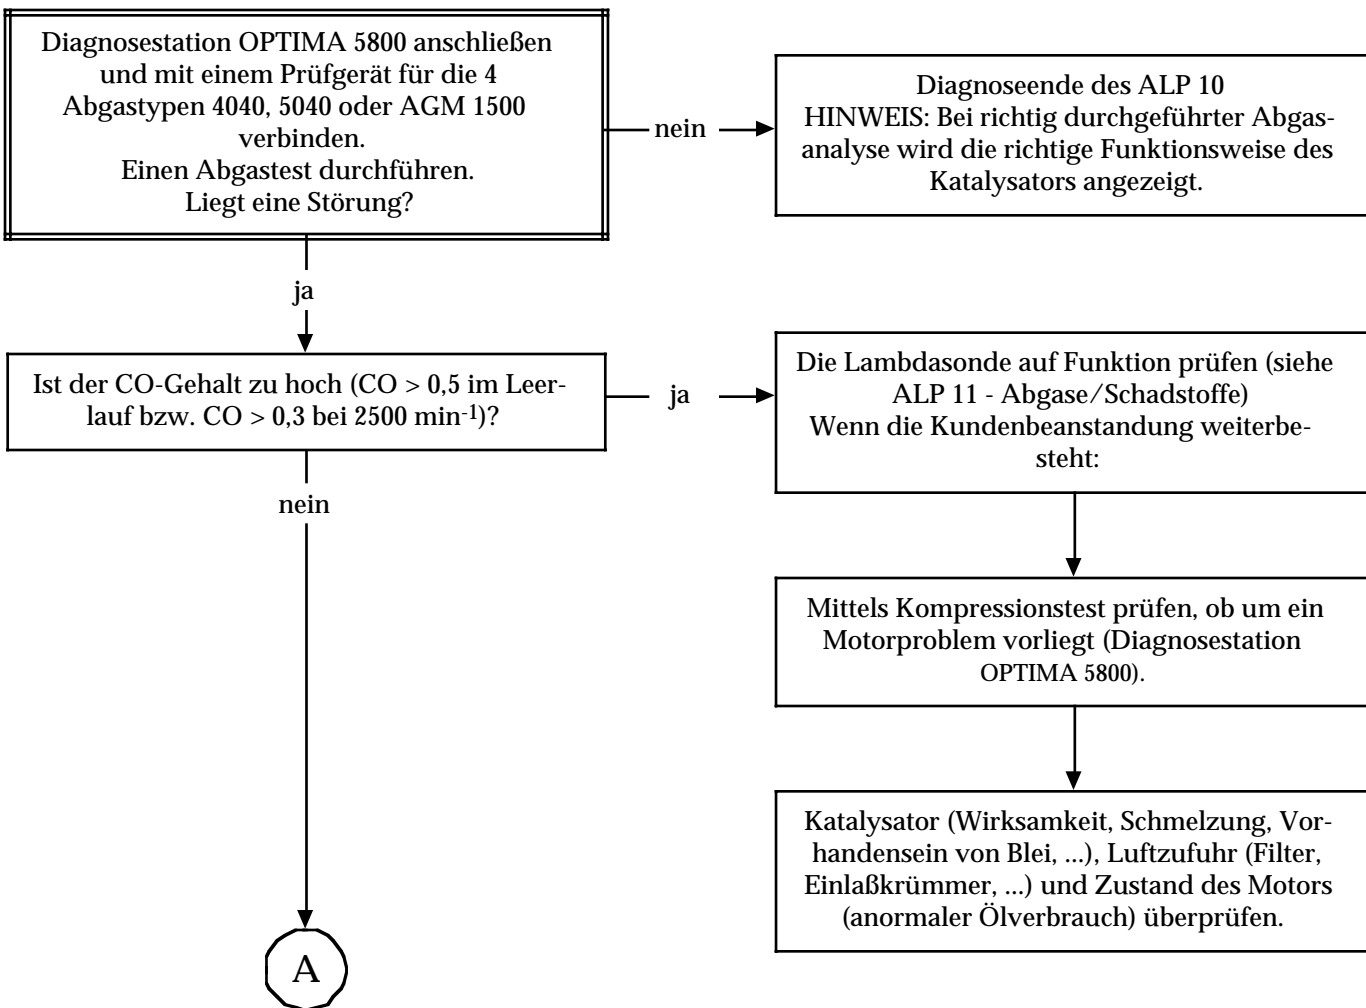 Diagnosestation OPTIMA 5800 anschließen
und mit einem Prüfgerät für die 4
Abgastypen 4040, 5040 oder AGM 1500
verbinden.
Einen Abgastest durchführen.
Liegt eine Störung?
nein
Diagnoseende des ALP 10
HINWEIS: Bei richtig durchgeführter Abgas-
analyse wird die richtige Funktionsweise des
Katalysators angezeigt.
ja
Ist der CO-Gehalt zu hoch (CO > 0,5 im Leer-
lauf bzw. CO > 0,3 bei 2500 min-1)?
ja
Die Lambdasonde auf Funktion prüfen (siehe
ALP 11 - Abgase/Schadstoffe)
Wenn die Kundenbeanstandung weiterbe-
steht:
nein
Mittels Kompressionstest prüfen, ob um ein
Motorproblem vorliegt (Diagnosestation
OPTIMA 5800).
Katalysator (Wirksamkeit, Schmelzung, Vor-
handensein von Blei, ...), Luftzufuhr (Filter,
Einlaßkrümmer, ...) und Zustand des Motors
(anormaler Ölverbrauch) überprüfen.
A